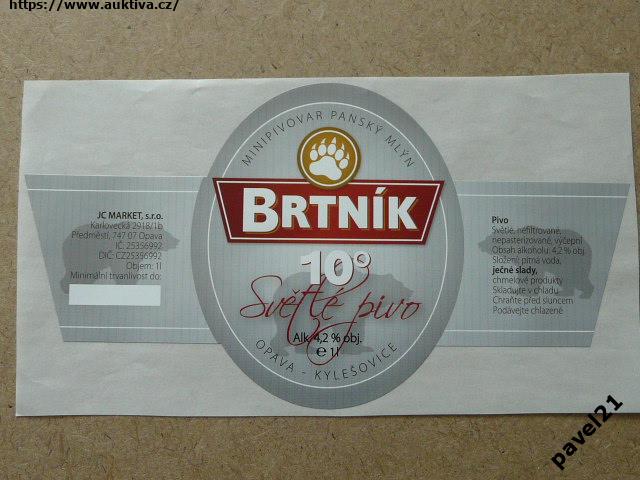 https://www.auktiva.cz/
MINIPIVOVAR PANSKÝ MLÝN
BRTNÍK
10°
Světlé pivo
Alk. 4,2 % obj.
℮ 1l
OPAVA - KYLEŠOVICE
JC MARKET, s.r.o.
Karlovecká 2918/1b
Předměstí, 747 07 Opava
IČ: 25356992
DIČ: CZ25356992
Objem: 1l
Minimální trvanlivost do:
Pivo
Světlé, nefiltrované,
nepasterizované, výčepní
Obsah alkoholu: 4,2 % obj.
Složení: pitná voda,
ječné slady,
chmelové produkty
Skladujte v chladu
Chraňte před sluncem
Podávejte chlazené
pavel21